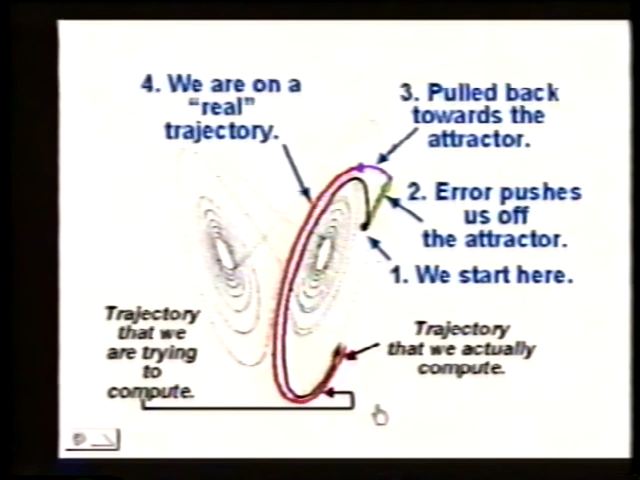 4. We are on a
"real"
trajectory.
3. Pulled back
towards the
attractor.
2. Error pushes
us off
the attractor.
1. We start here.
Trajectory
that we
are trying
to
compute.
Trajectory
that we actually
compute.